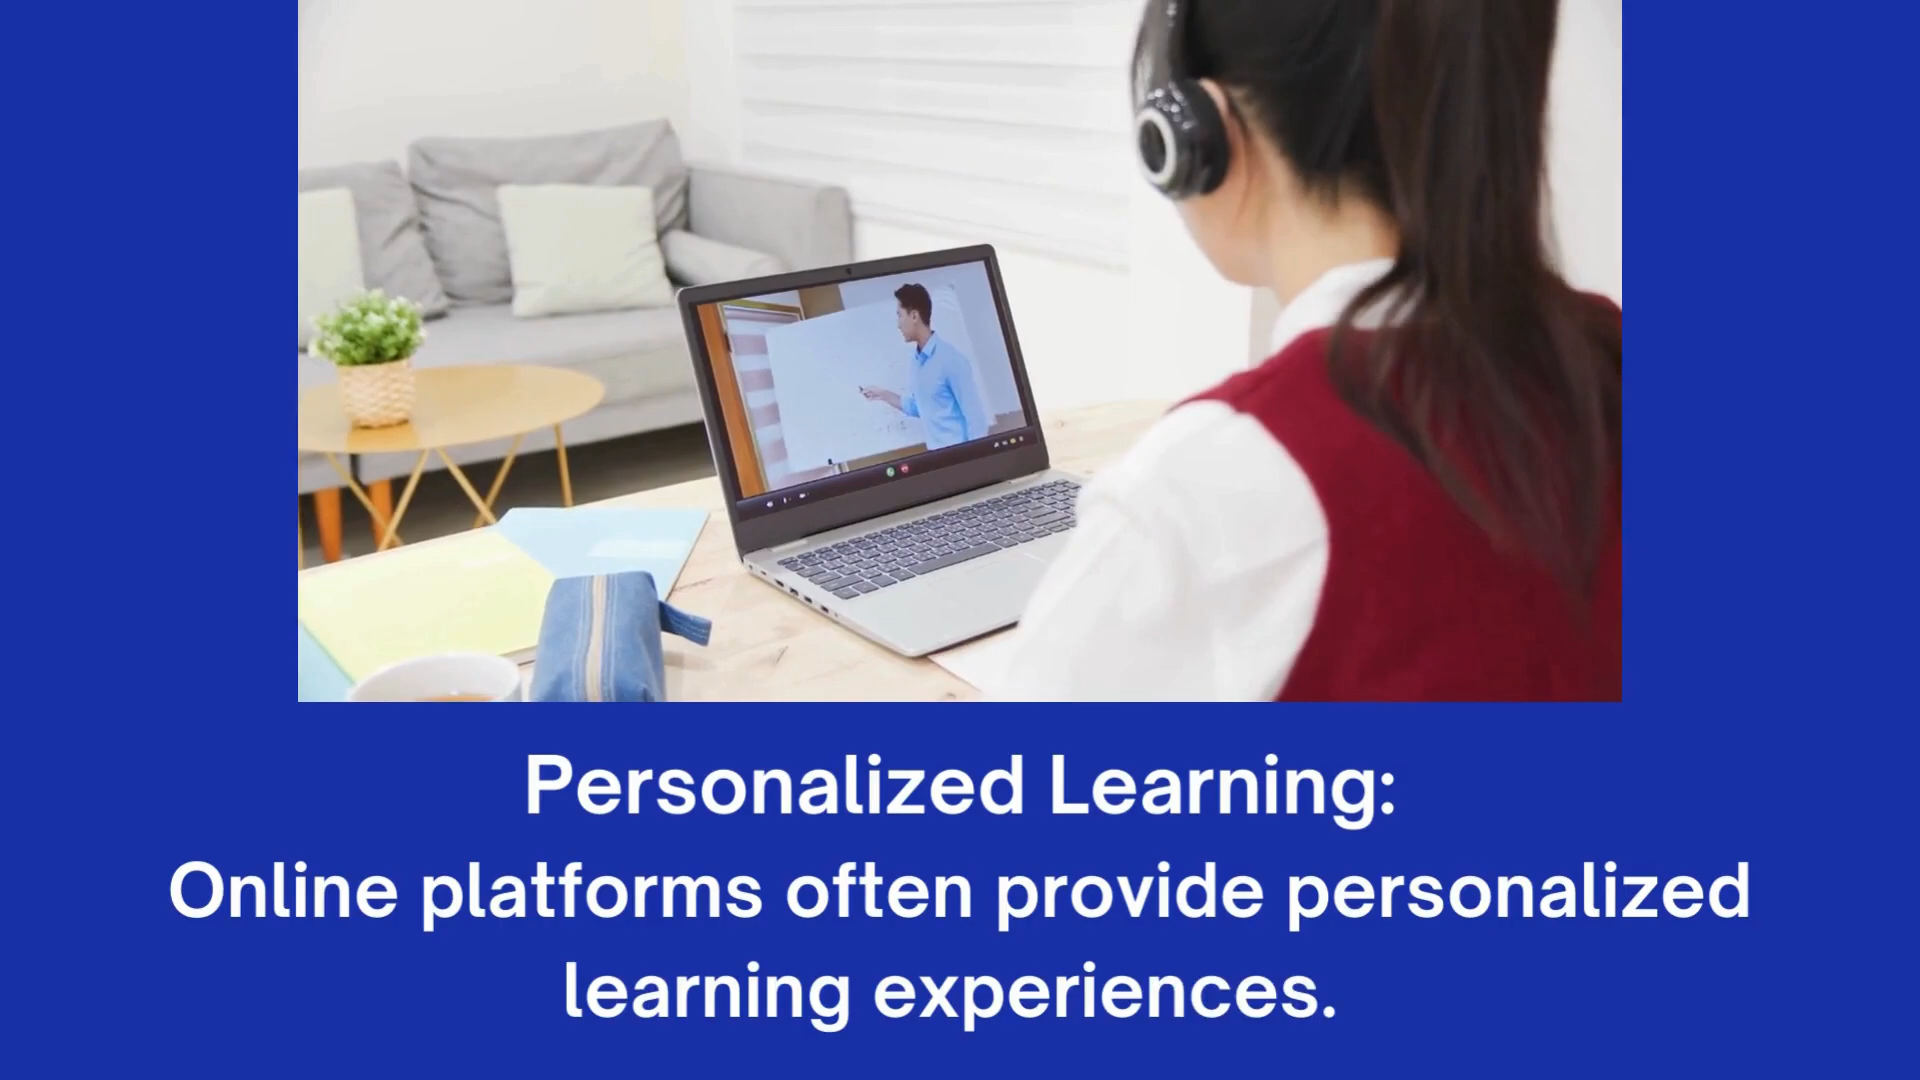 Personalized Learning:
Online platforms often provide personalized
learning experiences.